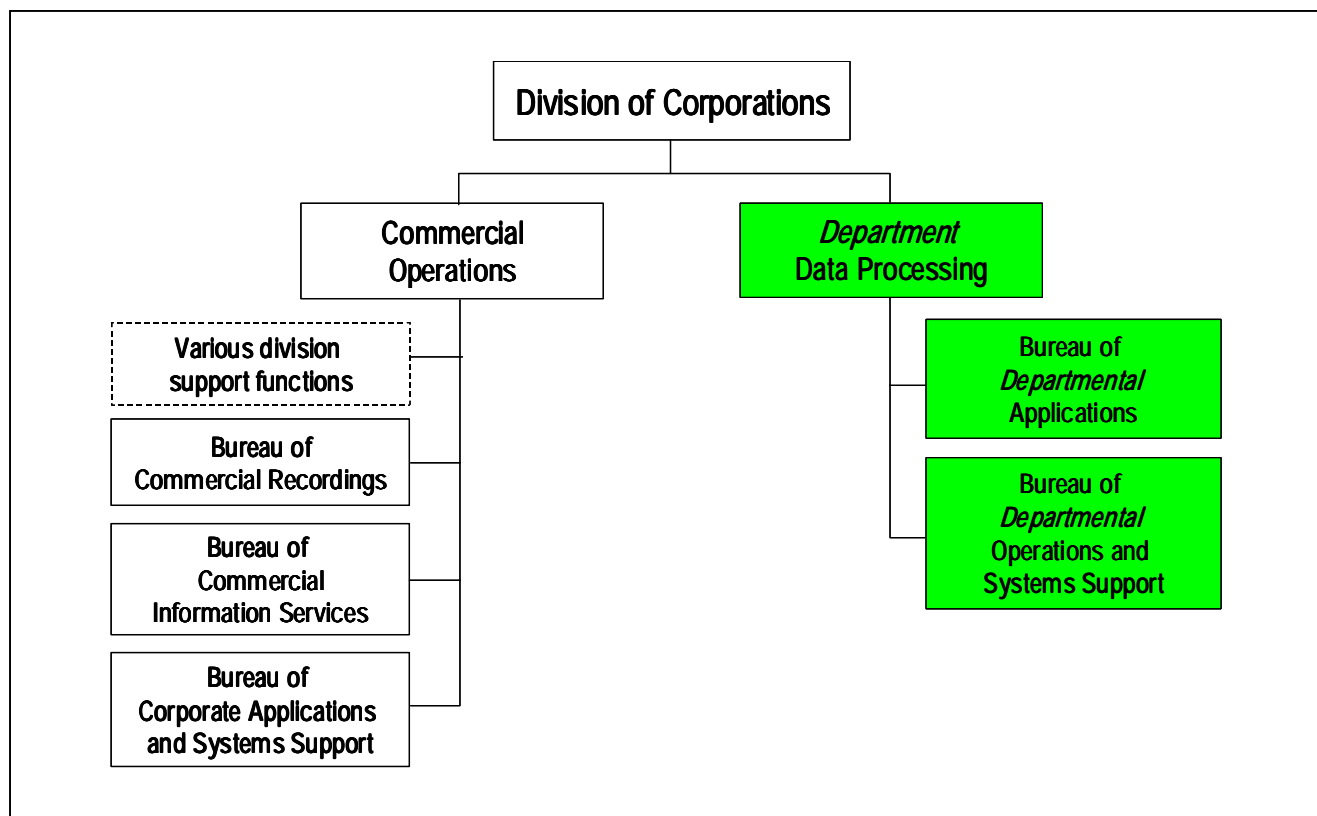 Division of Corporations
Commercial
Operations
Department
Data Processing
Various division
support functions
Bureau of
Commercial Recordings
Bureau of
Commercial
Information Services
Bureau of
Corporate Applications
and Systems Support
Bureau of
Departmental
Applications
Bureau of
Departmental
Operations and
Systems Support